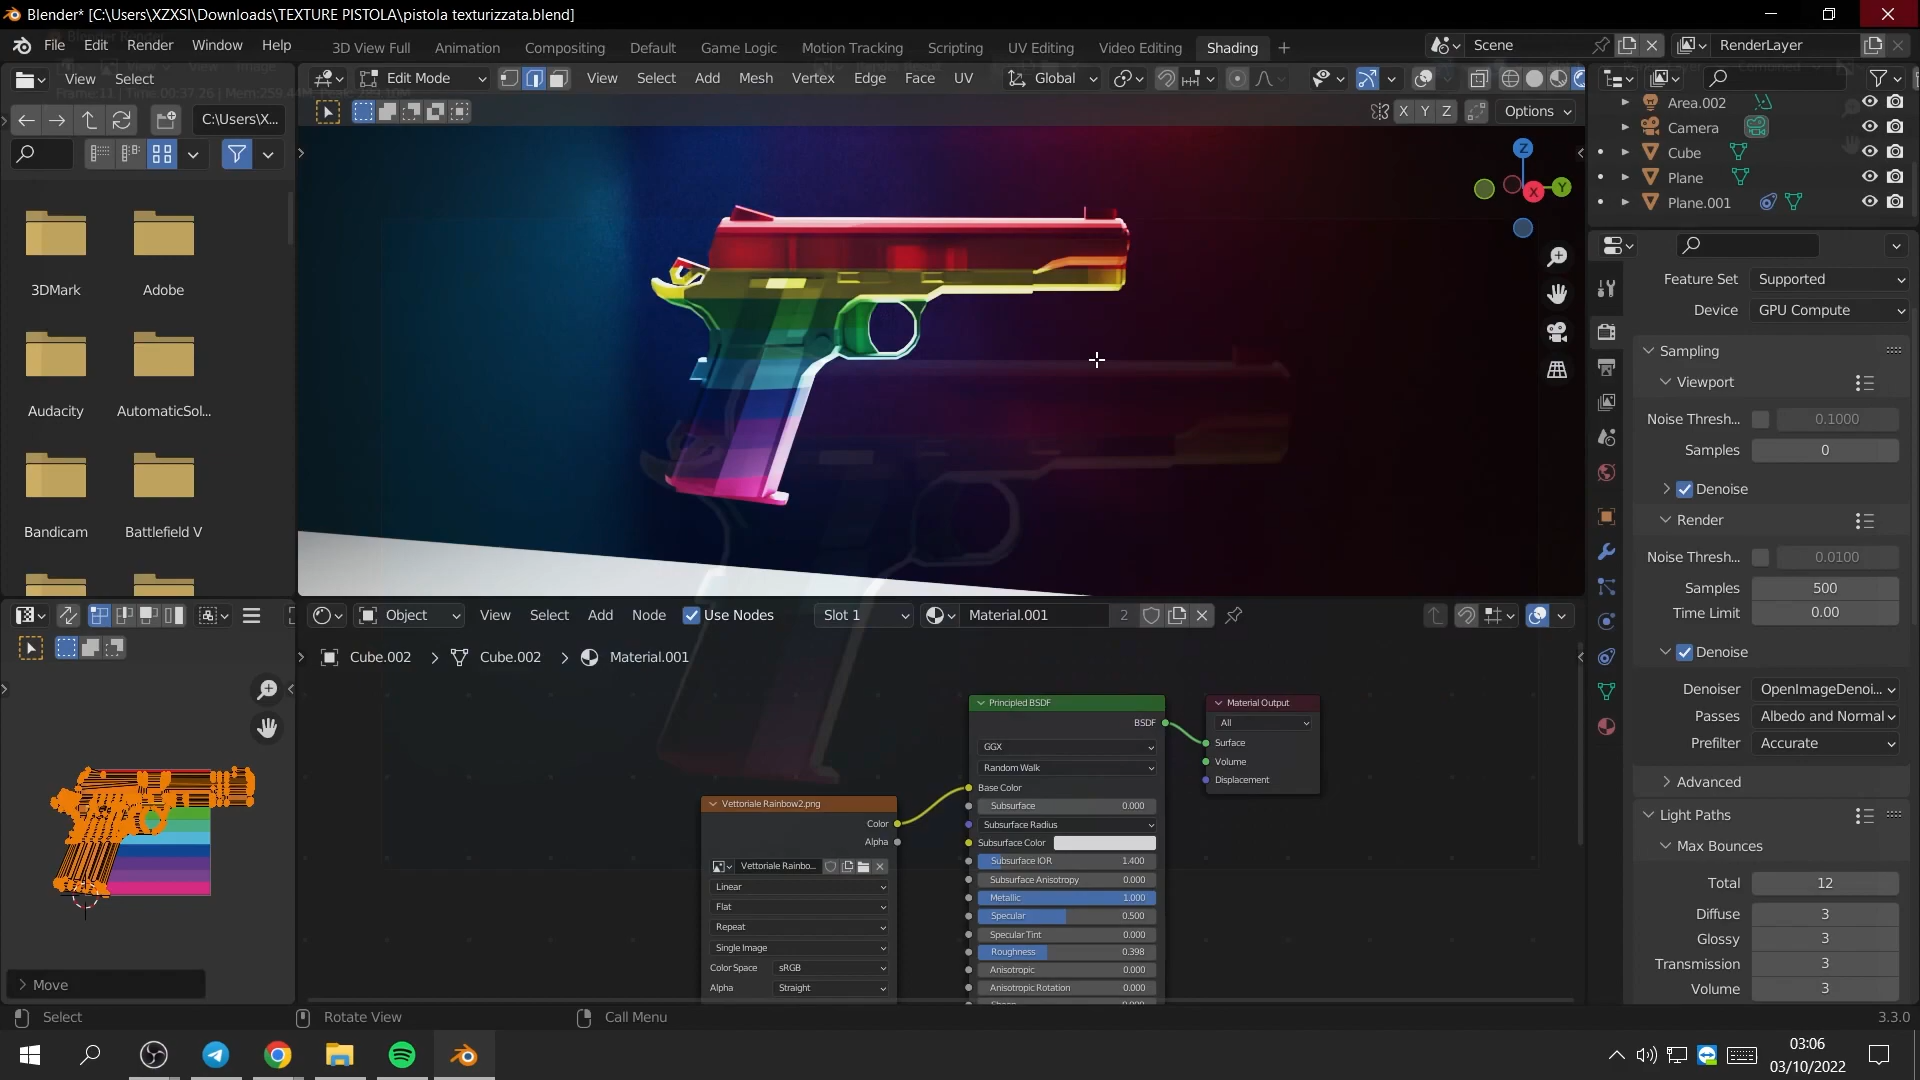 Blender* [C:\Users\XZXSI\Downloads\TEXTURE PISTOLA\pistola texturizzata.blend]
File Edit Render Window Help 3D View Full Animation Compositing Default Game Logic Motion Tracking Scripting UV Editing Video Editing Shading Scene RenderLayer
View Select Edit Mode View Select Add Mesh Vertex Edge Face UV Global
C:\Users\X... X Y Z Options
Area.002
Camera
Cube
Plane
Plane.001
Z
X
Y
3DMark Adobe
Audacity AutomaticSol...
Bandicam Battlefield V
Feature Set Supported
Device GPU Compute
Sampling
Viewport
Noise Thresh... 0.1000
Samples 0
Denoise
Render
Noise Thresh... 0.0100
Samples 500
Time Limit 0.00
Denoise
Denoiser OpenImageDenoi...
Passes Albedo and Normal
Prefilter Accurate
Advanced
Light Paths
Max Bounces
Total 12
Diffuse 3
Glossy 3
Transmission 3
Volume 3
Object View Select Add Node Use Nodes Slot 1 Material.001 2
Cube.002 Cube.002 Material.001
Move
Vettoriale Rainbow2.png
Color
Alpha
Vettoriale Rainbo...
Linear
Flat
Repeat
Single Image
Color Space sRGB
Alpha Straight
Principled BSDF
BSDF
GGX
Random Walk
Base Color
Subsurface 0.000
Subsurface Radius
Subsurface Color
Subsurface IOR 1.400
Subsurface Anisotropy 0.000
Metallic 1.000
Specular 0.500
Specular Tint 0.000
Roughness 0.398
Anisotropic 0.000
Anisotropic Rotation 0.000
Material Output
All
Surface
Volume
Displacement
Select Rotate View Call Menu 3.3.0
03:06
03/10/2022